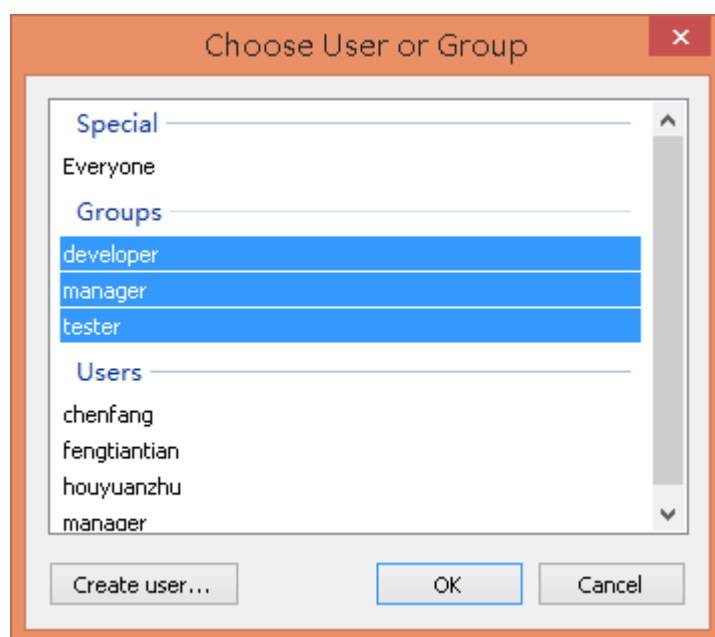 Choose User or Group
Special
Everyone
Groups
developer
manager
tester
Users
chenfang
fengtiantian
houyuanzhu
manager
Create user...
OK
Cancel